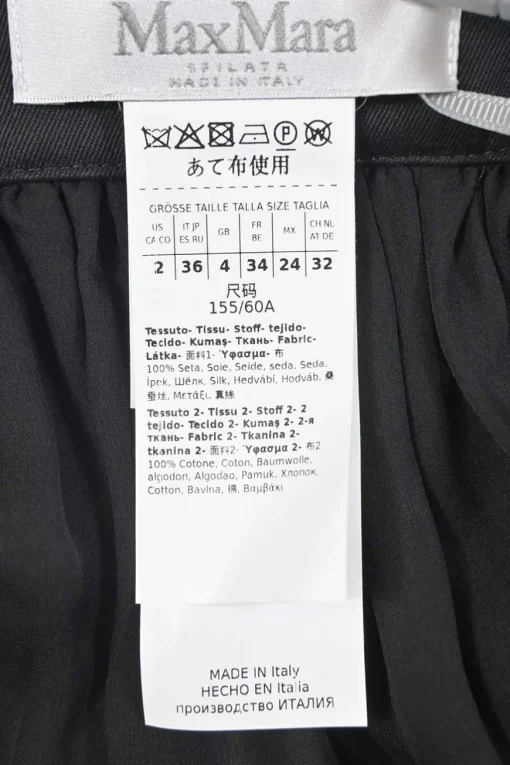 MaxMara
SFILATA
MADE IN ITALY
P W
あて布使用
GRÖSSE TAILLE TALLA SIZE TAGLIA
US CA CO IT JP ES RU GB FR BE MX CH NL AT DE
2 36 4 34 24 32
尺码
155/60A
Tessuto- Tissu- Stoff- tejido-
Tecido- Kumaş- Ткань- Fabric-
Látka- 面料1- Ύφασμα- 布
100% Seta, Soie, Seide, seda, Seda,
İpek, Шёлк, Silk, Hedvábí, Hodváb, 桑
蚕丝, Μετάξι, 真絲
Tessuto 2- Tissu 2- Stoff 2- 2
tejido- Tecido 2- Kumaş 2- 2-я
ткань- Fabric 2- Tkanina 2-
tkanina 2- 面料2- Ύφασμα 2- 布2
100% Cotone, Coton, Baumwolle,
algodon, Algodao, Pamuk, Хлопок,
Cotton, Bavlna, 棉, Βαμβάκι
MADE IN Italy
HECHO EN Italia
производство ИТАЛИЯ